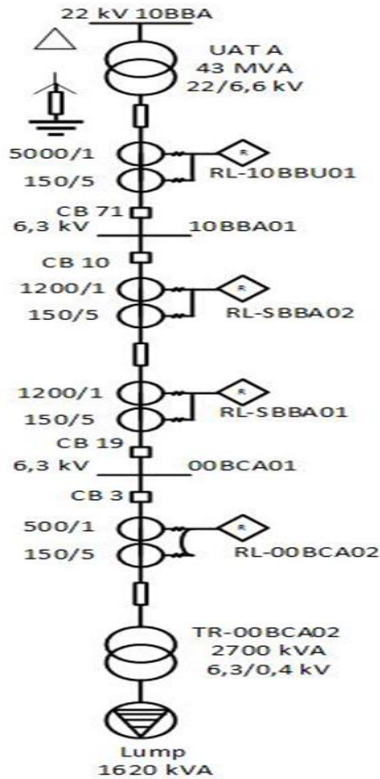 22 kV 10BBA
UAT A
43 MVA
22/6,6 kV
5000/1
R
150/5
RL-10BBU01
CB 71
6,3 kV
10BBA01
CB 10
1200/1
R
150/5
RL-SBBA02
1200/1
R
150/5
RL-SBBA01
CB 19
6,3 kV
00BCA01
CB 3
500/1
R
150/5
RL-00BCA02
TR-00BCA02
2700 kVA
6,3/0,4 kV
Lump
1620 kVA